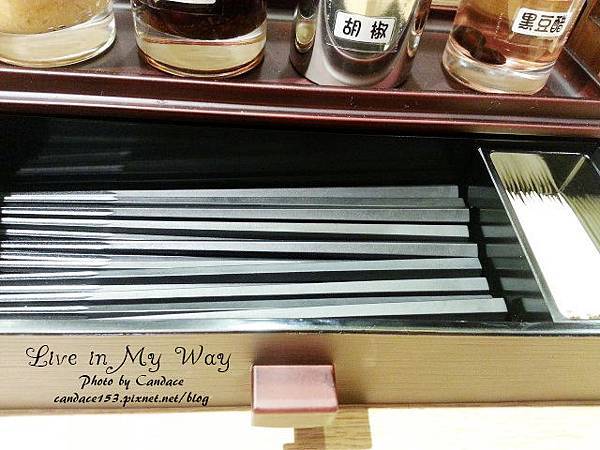 胡椒
黑豆醋
Live in My Way
Photo by Candace
candace153.pixnet.net/blog